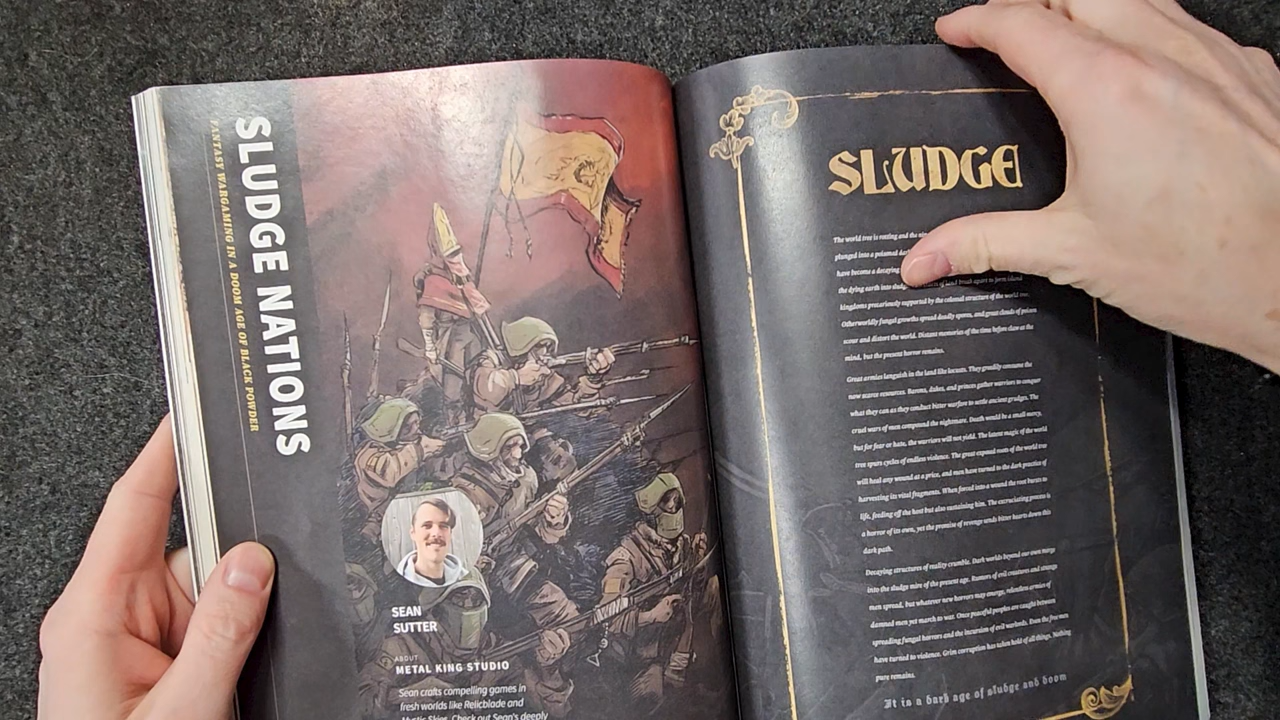 SLUDGE NATIONS
FANTASY WARGAMING IN A DOOM AGE OF BLACK POWDER
SEAN
SUTTER
ABOUT
METAL KING STUDIO
Sean crafts compelling games in
fresh worlds like Relicblade and
Mystic Skies. Check out Sean's deeply
SLUDGE
The world tree is rotting and the
plunged into a poisoned
have become a decaying
the dying earth into of land break apart to form island
kingdoms precariously supported by the colossal structure of the world tree.
Otherworldly fungal growths spread deadly spores, and great clouds of poison
scour and distort the world. Distant memories of the time before claw at the
mind, but the present horror remains.
Great armies languish in the land like locusts. They greedily consume the
now scarce resources. Barons, dukes, and princes gather warriors to conquer
what they can as they conduct bitter warfare to settle ancient grudges. The
cruel wars of men compound the nightmare. Death would be a small mercy,
but for fear or hate, the warriors will not yield. The latent magic of the world
tree spurs cycles of endless violence. The great exposed roots of the world tree
will heal any wound at a price, and men have turned to the dark practice of
harvesting its vital fragments. When forced into a wound the root bursts to
life, feeding off the host but also sustaining him. The excruciating process is
a horror of its own, yet the promise of revenge sends bitter hearts down this
dark path.
Decaying structures of reality crumble. Dark worlds beyond our own merge
into the sludge mire of the present age. Rumors of evil creatures and strange
men spread, but whatever new horrors may emerge, relentless armies of
damned men yet march to war. Once peaceful peoples are caught between
spreading fungal horrors and the incursion of evil warlords. Even the free men
have turned to violence. Grim corruption has taken hold of all things. Nothing
pure remains.
It is a dark age of sludge and doom